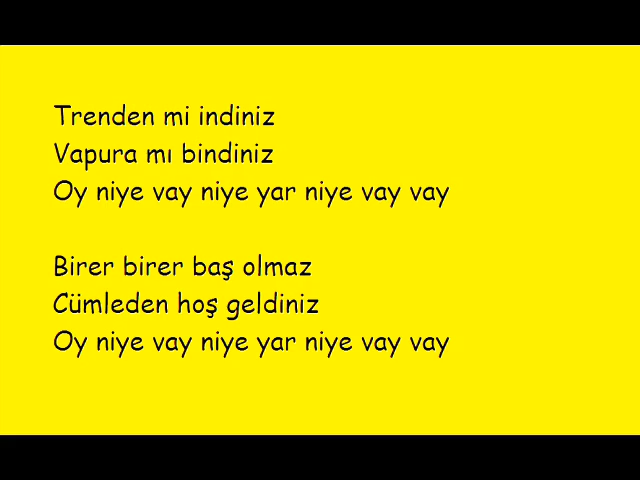 Trenden mi indiniz
Vapura mı bindiniz
Oy niye vay niye yar niye vay vay
Birer birer baş olmaz
Cümleden hoş geldiniz
Oy niye vay niye yar niye vay vay